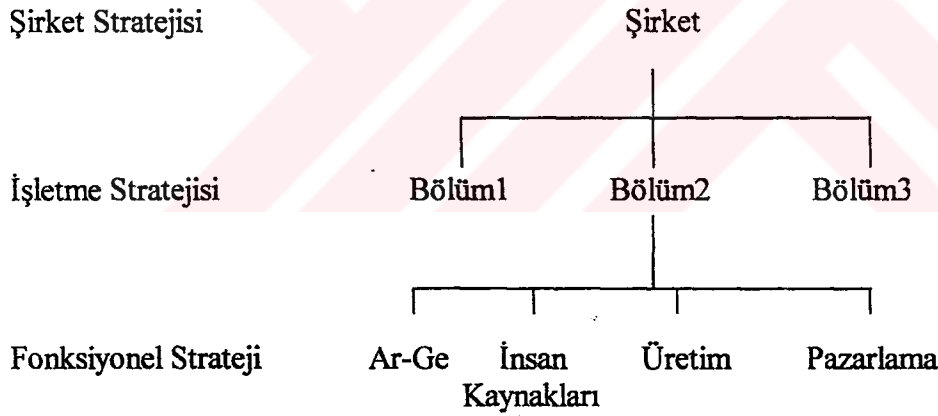 Şirket Stratejisi Şirket
İşletme Stratejisi Bölüm1 Bölüm2 Bölüm3
Fonksiyonel Strateji Ar-Ge İnsan Üretim Pazarlama
Kaynakları